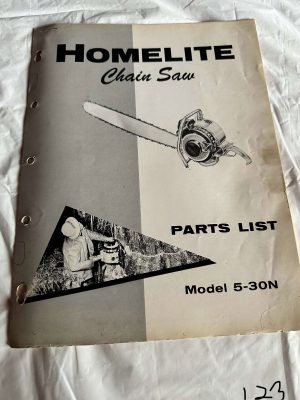 HOMELITE
Chain Saw
PARTS LIST
Model 5-30N
123